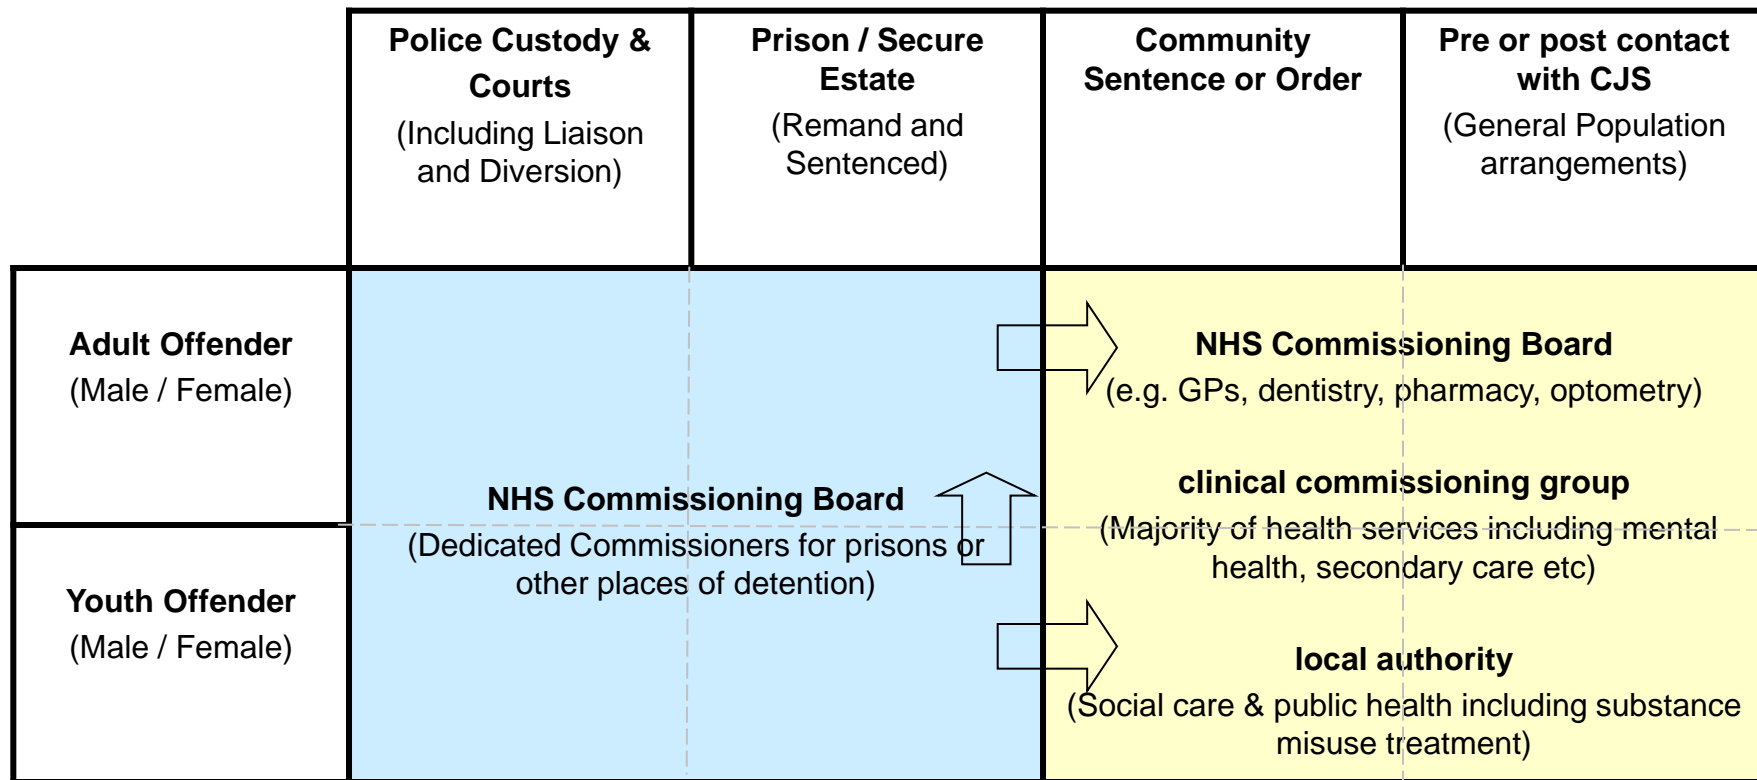 Police Custody &
Courts
(Including Liaison
and Diversion)
Prison / Secure
Estate
(Remand and
Sentenced)
Community
Sentence or Order
Pre or post contact
with CJS
(General Population
arrangements)
Adult Offender
(Male / Female)
Youth Offender
(Male / Female)
NHS Commissioning Board
(Dedicated Commissioners for prisons or
other places of detention)
NHS Commissioning Board
(e.g. GPs, dentistry, pharmacy, optometry)
clinical commissioning group
(Majority of health services including mental
health, secondary care etc)
local authority
(Social care & public health including substance
misuse treatment)